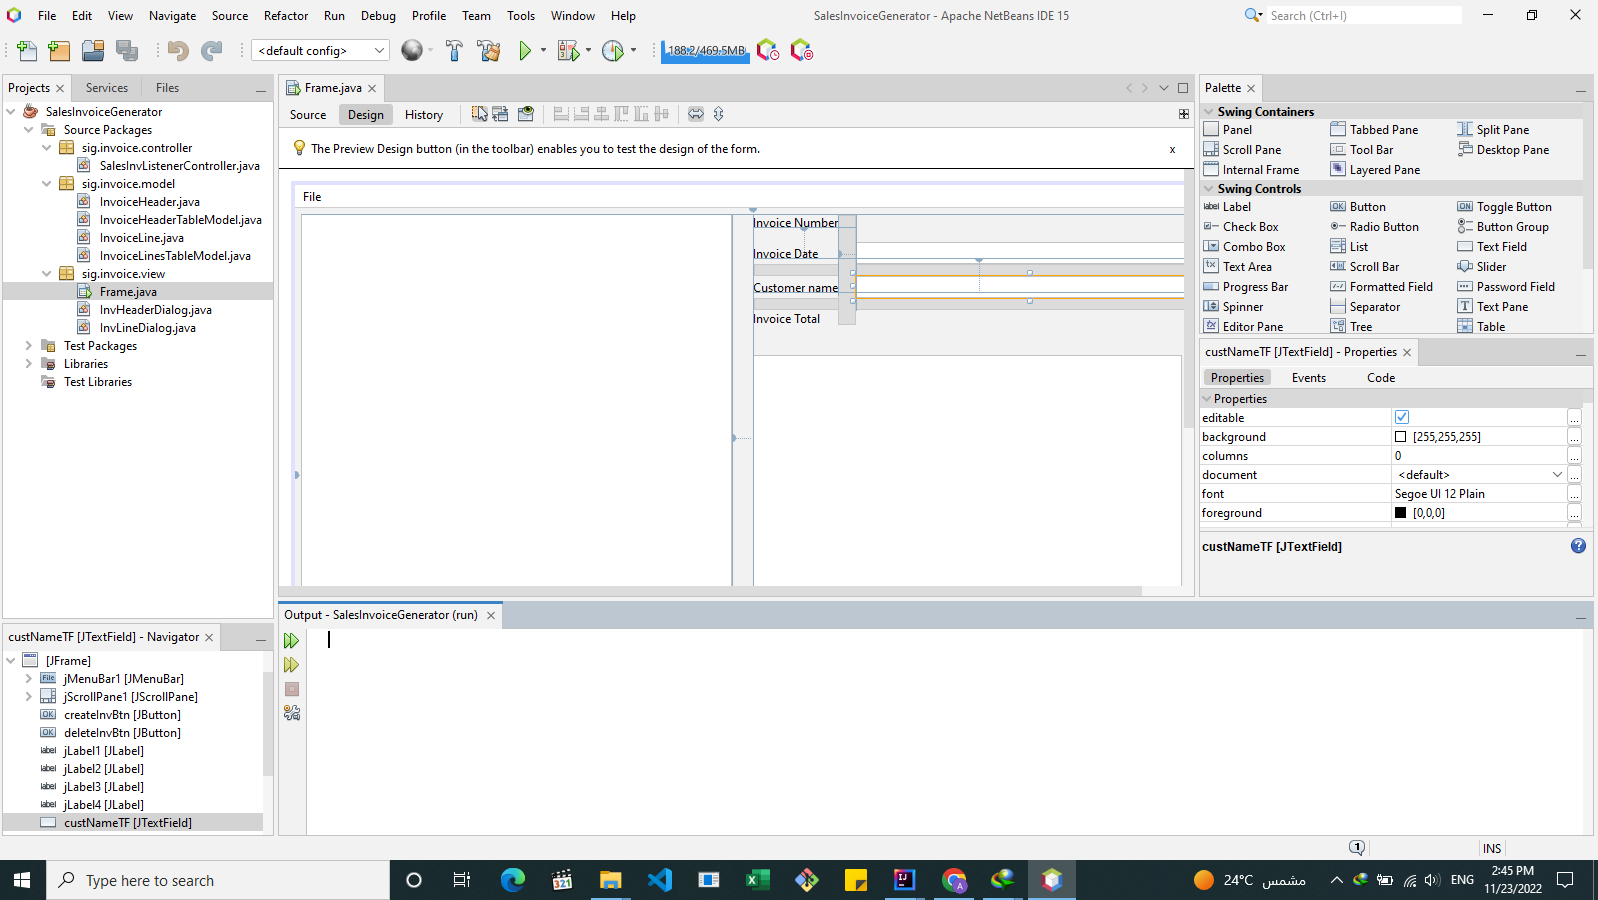 File Edit View Navigate Source Refactor Run Debug Profile Team Tools Window Help
SalesInvoiceGenerator - Apache NetBeans IDE 15
Search (Ctrl+I)
<default config>
188.2/469.5MB
Projects Services Files
SalesInvoiceGenerator
Source Packages
sig.invoice.controller
SalesInvListenerController.java
sig.invoice.model
InvoiceHeader.java
InvoiceHeaderTableModel.java
InvoiceLine.java
InvoiceLinesTableModel.java
sig.invoice.view
Frame.java
InvHeaderDialog.java
InvLineDialog.java
Test Packages
Libraries
Test Libraries
custNameTF [JTextField] - Navigator
[JFrame]
File jMenuBar1 [JMenuBar]
jScrollPane1 [JScrollPane]
OK createInvBtn [JButton]
OK deleteInvBtn [JButton]
label jLabel1 [JLabel]
label jLabel2 [JLabel]
label jLabel3 [JLabel]
label jLabel4 [JLabel]
custNameTF [JTextField]
Frame.java
Source Design History
The Preview Design button (in the toolbar) enables you to test the design of the form.
x
File
Invoice Number
Invoice Date
Customer name
Invoice Total
Output - SalesInvoiceGenerator (run)
Palette
Swing Containers
Panel Tabbed Pane Split Pane
Scroll Pane Tool Bar Desktop Pane
Internal Frame Layered Pane
Swing Controls
label Label OK Button ON Toggle Button
Check Box Radio Button Button Group
Combo Box List Text Field
Text Area Scroll Bar Slider
Progress Bar Formatted Field Password Field
Spinner Separator Text Pane
Editor Pane Tree Table
custNameTF [JTextField] - Properties
Properties Events Code
Properties
editable ...
background [255,255,255] ...
columns 0 ...
document <default> ...
font Segoe UI 12 Plain ...
foreground [0,0,0] ...
custNameTF [JTextField]
1
INS
Type here to search
321
24°C مشمس
ENG
2:45 PM
11/23/2022